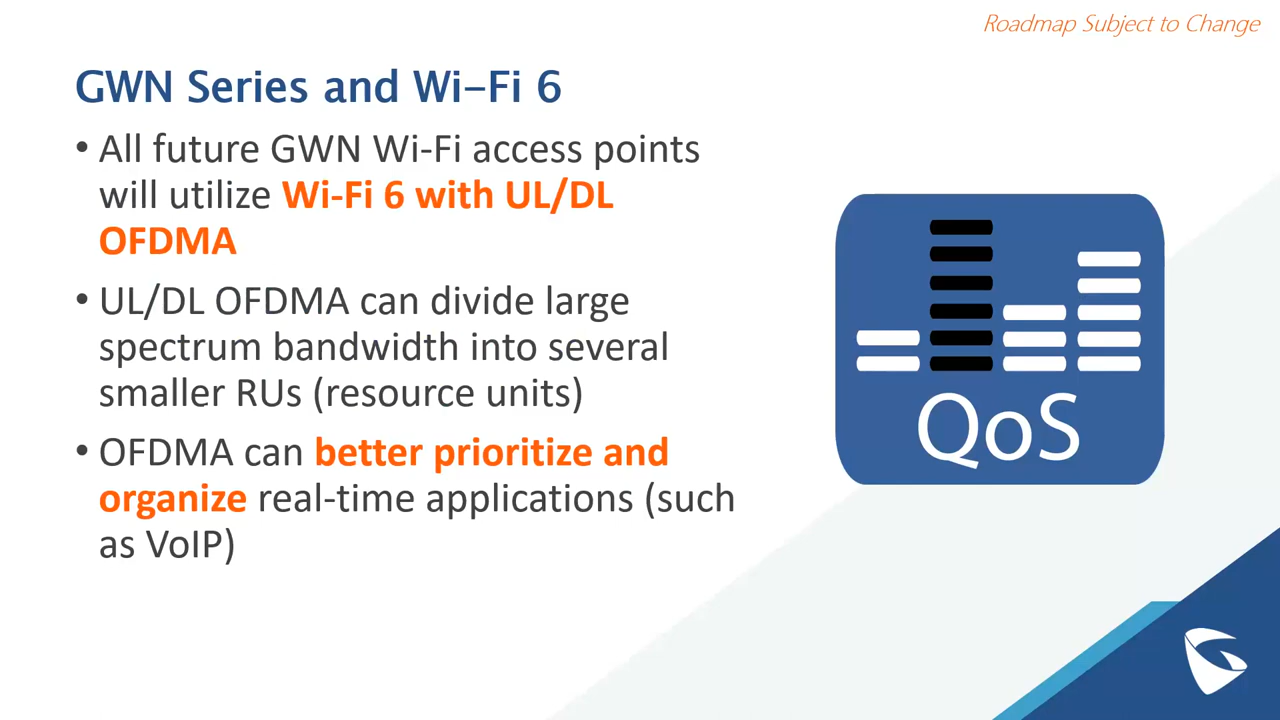 Roadmap Subject to Change
GWN Series and Wi-Fi 6
• All future GWN Wi-Fi access points
will utilize Wi-Fi 6 with UL/DL
OFDMA
• UL/DL OFDMA can divide large
spectrum bandwidth into several
smaller RUs (resource units)
• OFDMA can better prioritize and
organize real-time applications (such
as VoIP)
QoS